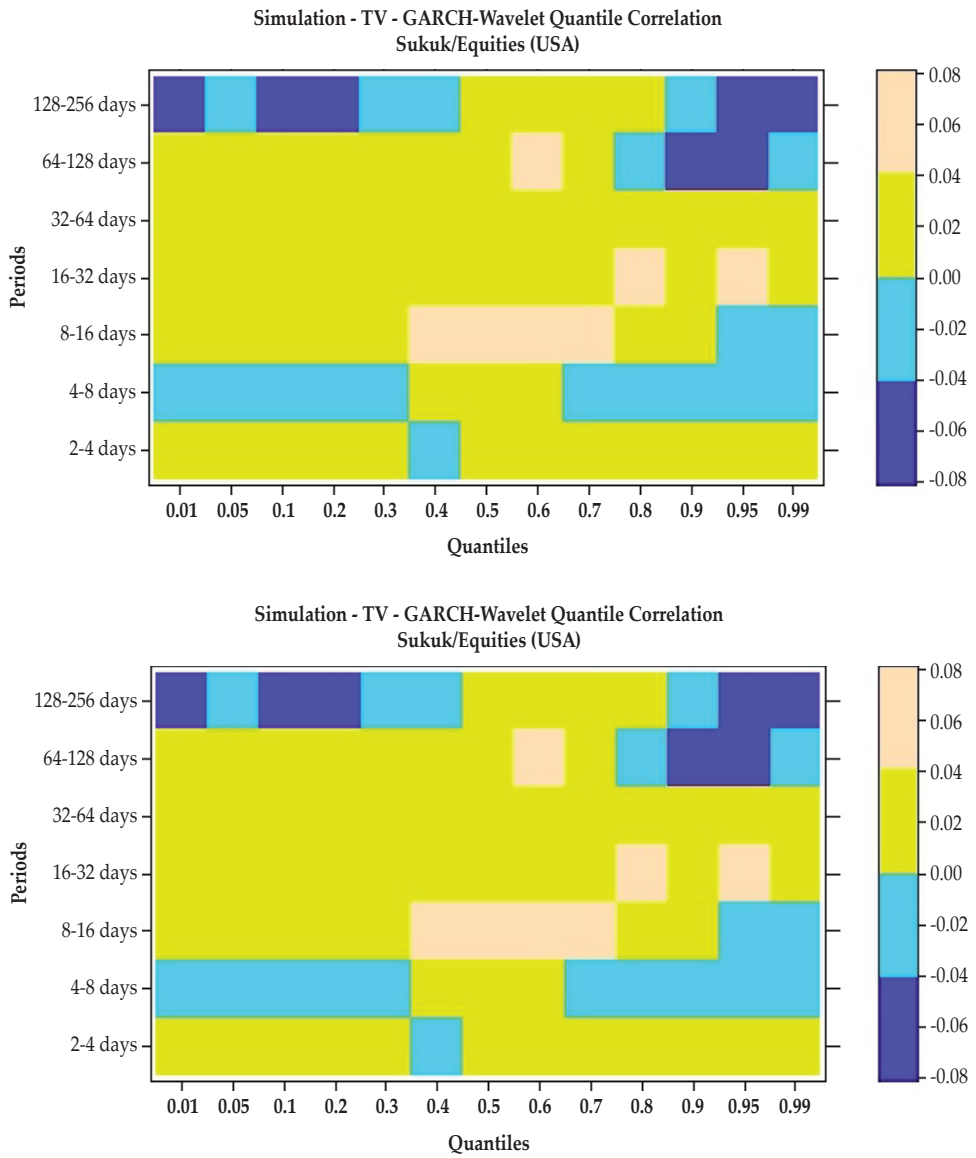 Simulation - TV - GARCH-Wavelet Quantile Correlation
Sukuk/Equities (USA)
Periods
128-256 days
64-128 days
32-64 days
16-32 days
8-16 days
4-8 days
2-4 days
0.01 0.05 0.1 0.2 0.3 0.4 0.5 0.6 0.7 0.8 0.9 0.95 0.99
Quantiles
0.08
0.06
0.04
0.02
0.00
-0.02
-0.04
-0.06
-0.08
Simulation - TV - GARCH-Wavelet Quantile Correlation
Sukuk/Equities (USA)
Periods
128-256 days
64-128 days
32-64 days
16-32 days
8-16 days
4-8 days
2-4 days
0.01 0.05 0.1 0.2 0.3 0.4 0.5 0.6 0.7 0.8 0.9 0.95 0.99
Quantiles
0.08
0.06
0.04
0.02
0.00
-0.02
-0.04
-0.06
-0.08